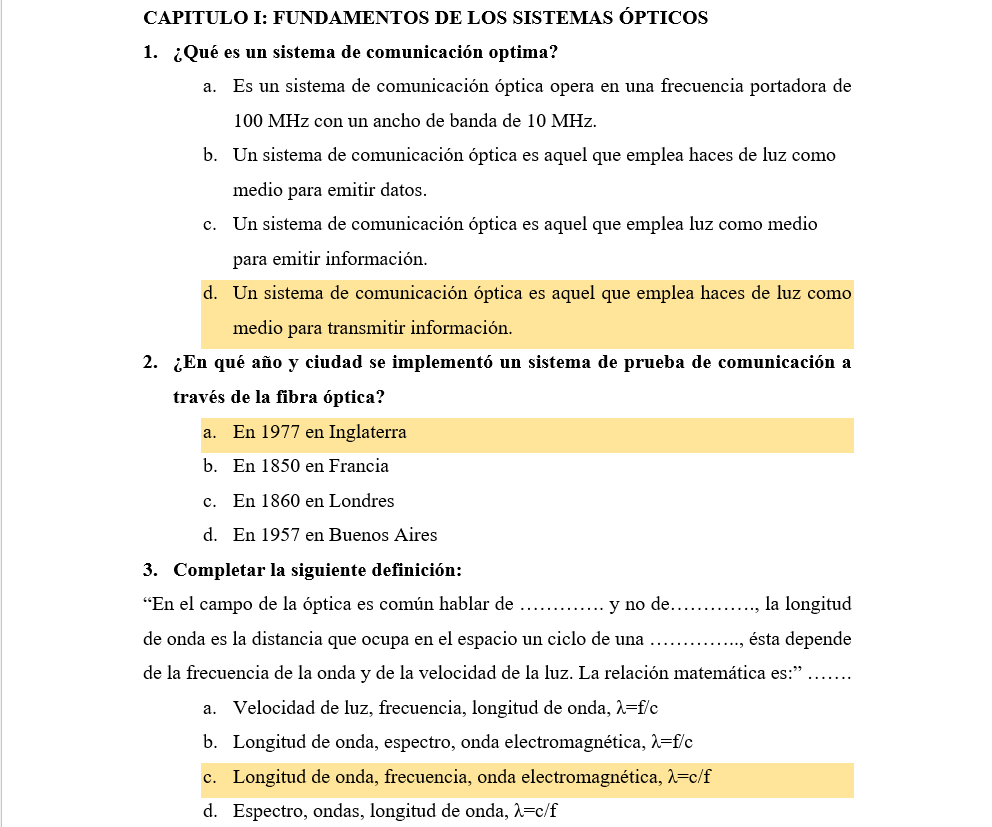 CAPITULO I: FUNDAMENTOS DE LOS SISTEMAS ÓPTICOS
1. ¿Qué es un sistema de comunicación optima?
a. Es un sistema de comunicación óptica opera en una frecuencia portadora de
100 MHz con un ancho de banda de 10 MHz.
b. Un sistema de comunicación óptica es aquel que emplea haces de luz como
medio para emitir datos.
c. Un sistema de comunicación óptica es aquel que emplea luz como medio
para emitir información.
d. Un sistema de comunicación óptica es aquel que emplea haces de luz como
medio para transmitir información.
2. ¿En qué año y ciudad se implementó un sistema de prueba de comunicación a
través de la fibra óptica?
a. En 1977 en Inglaterra
b. En 1850 en Francia
c. En 1860 en Londres
d. En 1957 en Buenos Aires
3. Completar la siguiente definición:
“En el campo de la óptica es común hablar de …………. y no de…………., la longitud
de onda es la distancia que ocupa en el espacio un ciclo de una ………….., ésta depende
de la frecuencia de la onda y de la velocidad de la luz. La relación matemática es:” …….
a. Velocidad de luz, frecuencia, longitud de onda, λ=f/c
b. Longitud de onda, espectro, onda electromagnética, λ=f/c
c. Longitud de onda, frecuencia, onda electromagnética, λ=c/f
d. Espectro, ondas, longitud de onda, λ=c/f